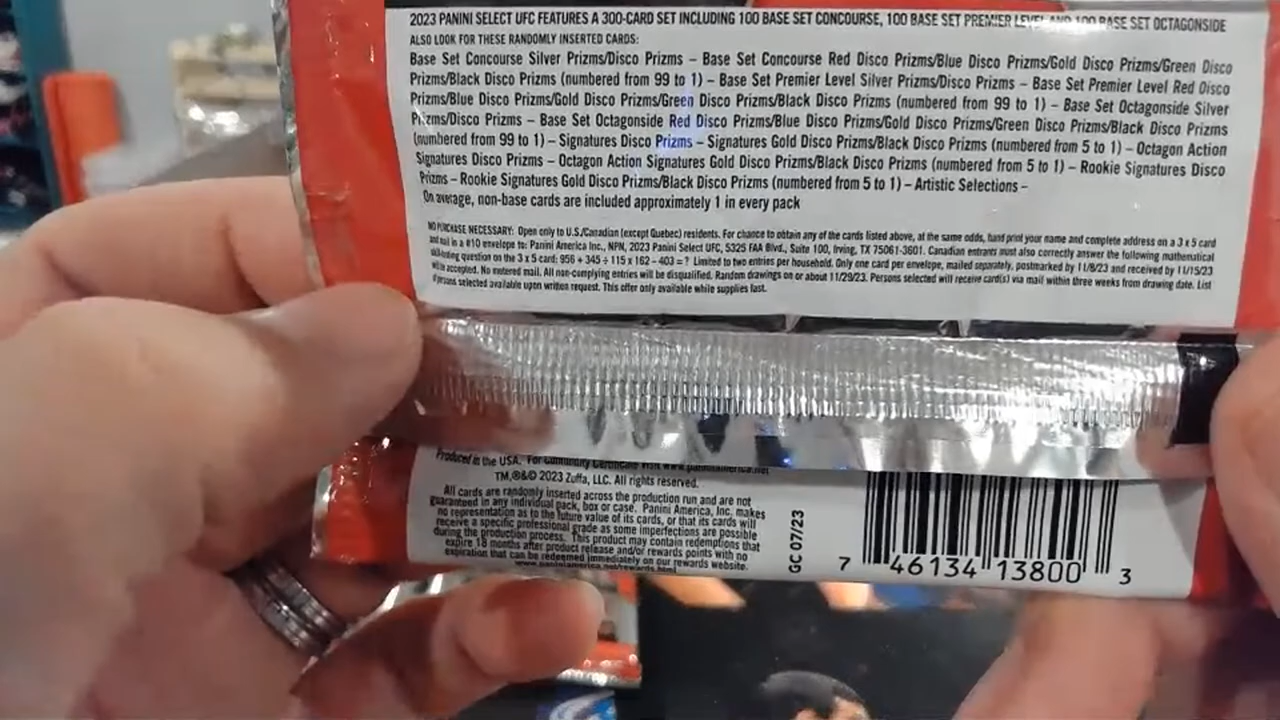 2023 PANINI SELECT UFC FEATURES A 300-CARD SET INCLUDING 100 BASE SET CONCOURSE, 100 BASE SET PREMIER LEVEL AND 100 BASE SET OCTAGONSIDE
ALSO LOOK FOR THESE RANDOMLY INSERTED CARDS:
Base Set Concourse Silver Prizms/Disco Prizms – Base Set Concourse Red Disco Prizms/Blue Disco Prizms/Gold Disco Prizms/Green Disco
Prizms/Black Disco Prizms (numbered from 99 to 1) – Base Set Premier Level Silver Prizms/Disco Prizms – Base Set Premier Level Red Disco
Prizms/Blue Disco Prizms/Gold Disco Prizms/Green Disco Prizms/Black Disco Prizms (numbered from 99 to 1) – Base Set Octagonside Silver
Prizms/Disco Prizms – Base Set Octagonside Red Disco Prizms/Blue Disco Prizms/Gold Disco Prizms/Green Disco Prizms/Black Disco Prizms
(numbered from 99 to 1) – Signatures Disco Prizms – Signatures Gold Disco Prizms/Black Disco Prizms (numbered from 5 to 1) – Octagon Action
Signatures Disco Prizms – Octagon Action Signatures Gold Disco Prizms/Black Disco Prizms (numbered from 5 to 1) – Rookie Signatures Disco
Prizms – Rookie Signatures Gold Disco Prizms/Black Disco Prizms (numbered from 5 to 1) – Artistic Selections –
On average, non-base cards are included approximately 1 in every pack
NO PURCHASE NECESSARY: Open only to U.S./Canadian (except Quebec) residents. For chance to obtain any of the cards listed above, at the same odds, hand print your name and complete address on a 3 x 5 card
and mail in a #10 envelope to: Panini America Inc., NPN, 2023 Panini Select UFC, 5325 FAA Blvd., Suite 100, Irving, TX 75061-3601. Canadian entrants must also correctly answer the following mathematical
skill-testing question on the 3 x 5 card: 956 + 345 ÷ 115 x 162 – 403 = ? Limited to two entries per household. Only one card per envelope, mailed separately, postmarked by 11/8/23 and received by 11/15/23
will be accepted. No metered mail. All non-complying entries will be disqualified. Random drawings on or about 11/29/23. Persons selected will receive card(s) via mail within three weeks from drawing date. List
of persons selected available upon written request. This offer only available while supplies last.
Produced in the USA. For Conformity Certificate visit www.paniniamerica.net
TM,®&© 2023 Zuffa, LLC. All rights reserved.
All cards are randomly inserted across the production run and are not
guaranteed in any individual pack, box or case. Panini America, Inc. makes
no representation as to the future value of its cards, or that its cards will
receive a specific professional grade as some imperfections are possible
during the production process. This product may contain redemptions that
expire 18 months after product release and/or rewards points with no
expiration that can be redeemed immediately on our rewards website.
www.paniniamerica.net/rewards.html
GC 07/23
7 46134 13800 3